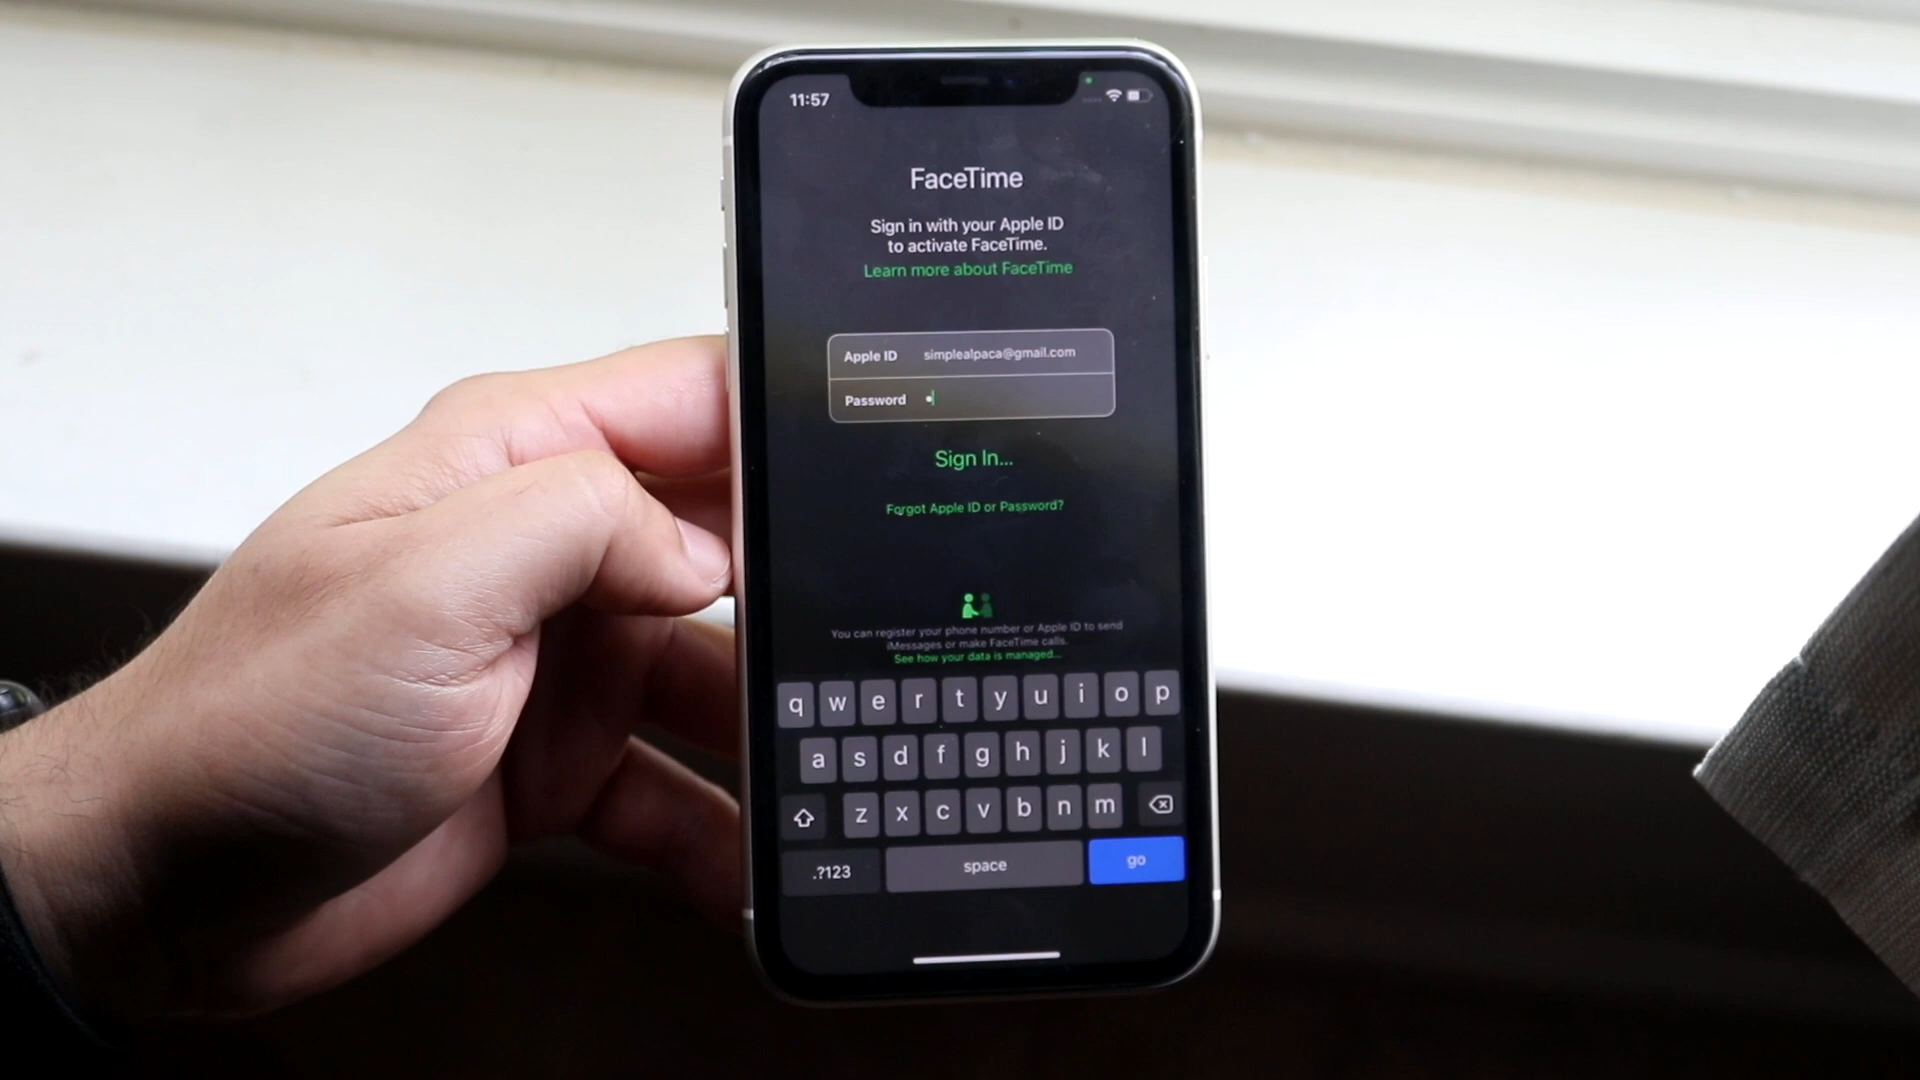 11:57
FaceTime
Sign in with your Apple ID
to activate FaceTime.
Learn more about FaceTime
Apple ID simplealpaca@gmail.com
Password
Sign In...
Forgot Apple ID or Password?
You can register your phone number or Apple ID to send
iMessages or make FaceTime calls.
See how your data is managed...
q w e r t y u i o p
a s d f g h j k l
z x c v b n m
.?123 space go